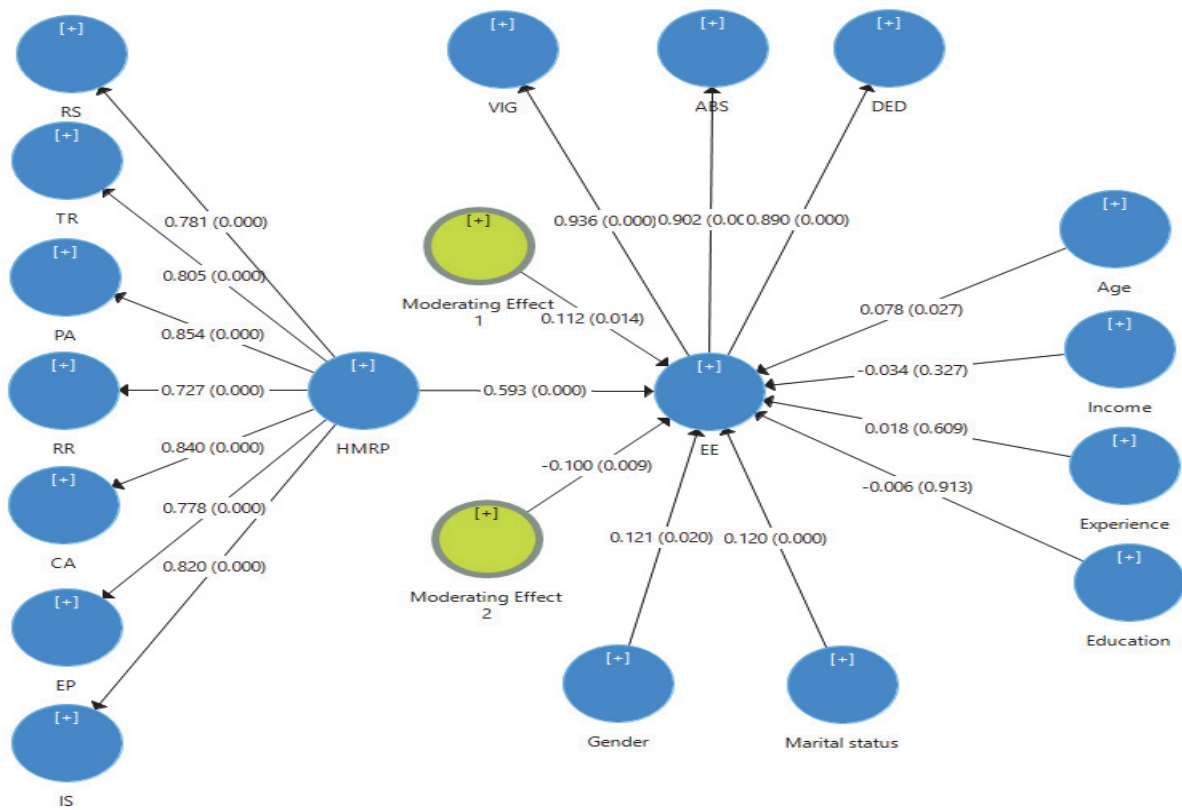 [+]
RS
[+]
TR
[+]
PA
[+]
RR
[+]
CA
[+]
EP
[+]
IS
0.781 (0.000)
0.805 (0.000)
0.854 (0.000)
0.727 (0.000)
0.840 (0.000)
0.778 (0.000)
0.820 (0.000)
[+]
HMRP
0.593 (0.000)
[+]
VIG
[+]
ABS
[+]
DED
0.936 (0.000)
0.902 (0.00
0.890 (0.000)
[+]
Moderating Effect
1
0.112 (0.014)
[+]
EE
-0.100 (0.009)
[+]
Moderating Effect
2
0.121 (0.020)
0.120 (0.000)
[+]
Gender
[+]
Marital status
[+]
Age
0.078 (0.027)
[+]
Income
-0.034 (0.327)
[+]
Experience
0.018 (0.609)
[+]
Education
-0.006 (0.913)